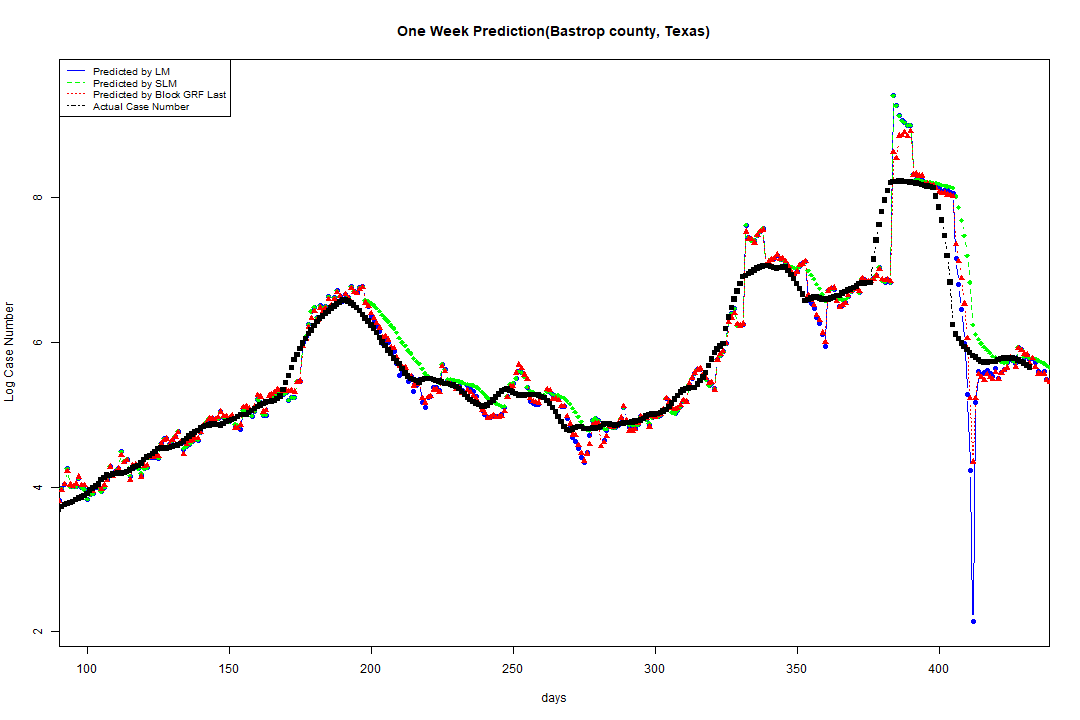 One Week Prediction(Bastrop county, Texas)
Predicted by LM
Predicted by SLM
Predicted by Block GRF Last
Actual Case Number
8
6
4
2
Log Case Number
100 150 200 250 300 350 400
days